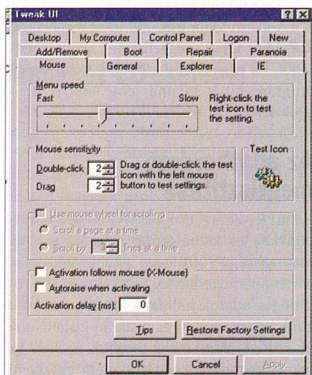 Tweak UI
Desktop My Computer Control Panel Logon New
Add/Remove Boot Repair Paranoia
Mouse General Explorer IE
Menu speed
Fast Slow
Right-click the
test icon to test
the setting.
Mouse sensitivity
Double-click 2
Drag 2
Drag or double-click the test
icon with the left mouse
button to test settings.
Test Icon
Use mouse wheel for scrolling
Scroll a page at a time
Scroll by 3 lines at a time
Activation follows mouse (X-Mouse)
Autoraise when activating
Activation delay (ms): 0
Tips Restore Factory Settings
OK Cancel Apply